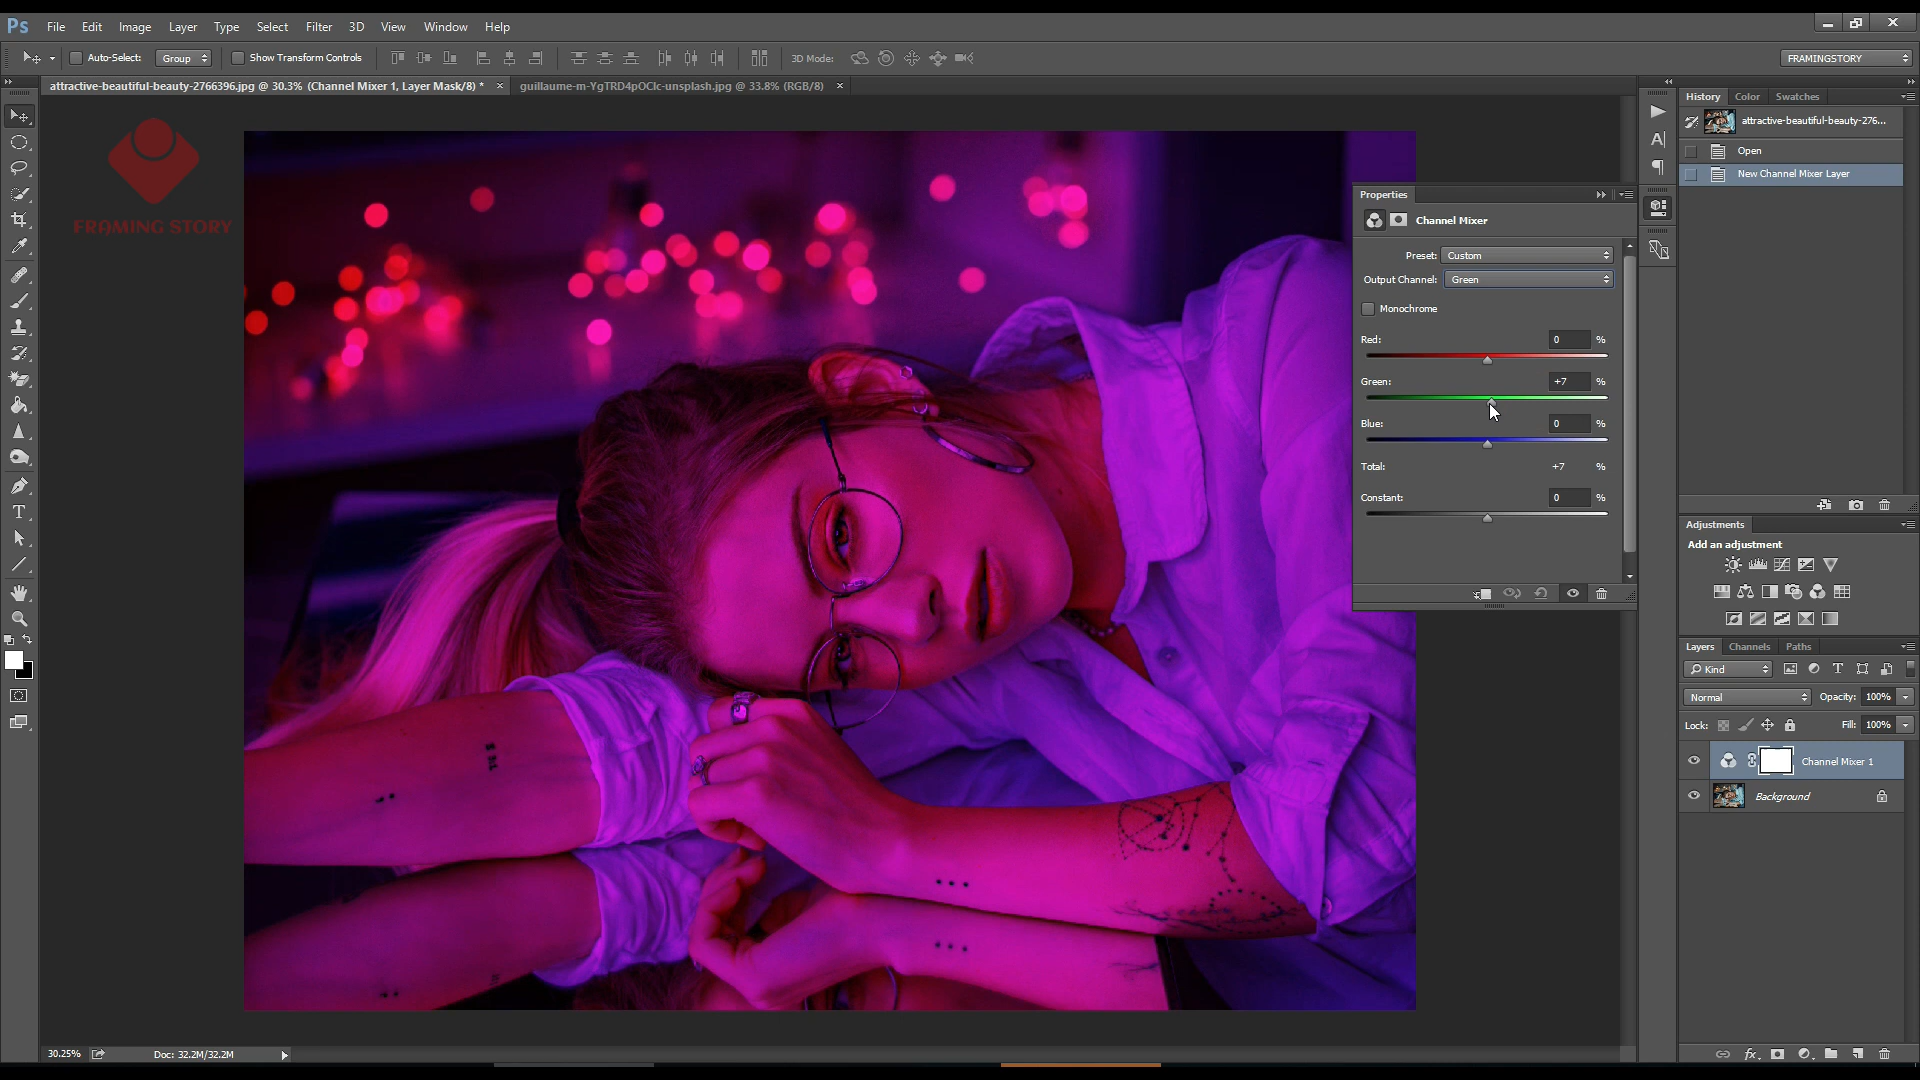 Ps File Edit Image Layer Type Select Filter 3D View Window Help
Auto-Select: Group Show Transform Controls 3D Mode: FRAMINGSTORY
attractive-beautiful-beauty-2766396.jpg @ 30.3% (Channel Mixer 1, Layer Mask/8) * × guillaume-m-YgTRD4pOClc-unsplash.jpg @ 33.8% (RGB/8) ×
FRAMING STORY
Properties
Channel Mixer
Preset: Custom
Output Channel: Green
Monochrome
Red: 0 %
Green: +7 %
Blue: 0 %
Total: +7 %
Constant: 0 %
History Color Swatches
attractive-beautiful-beauty-276...
Open
New Channel Mixer Layer
Adjustments
Add an adjustment
Layers Channels Paths
Kind
Normal Opacity: 100%
Lock: Fill: 100%
Channel Mixer 1
Background
30.25% Doc: 32.2M/32.2M